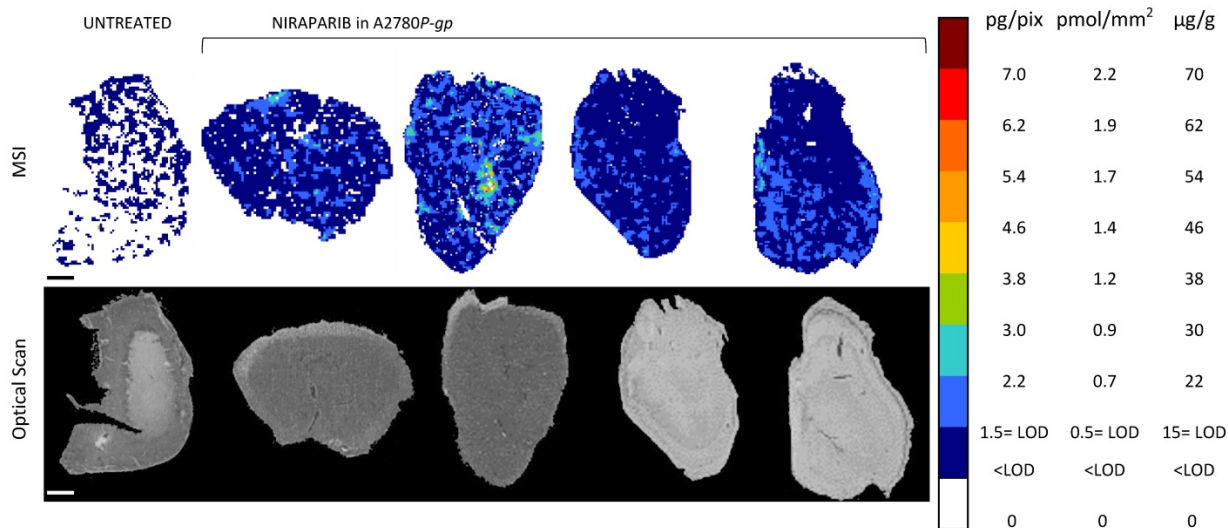 UNTREATED
NIRAPARIB in A2780P-gp
MSI
Optical Scan
pg/pix pmol/mm² µg/g
7.0 2.2 70
6.2 1.9 62
5.4 1.7 54
4.6 1.4 46
3.8 1.2 38
3.0 0.9 30
2.2 0.7 22
1.5= LOD 0.5= LOD 15= LOD
<LOD <LOD <LOD
0 0 0